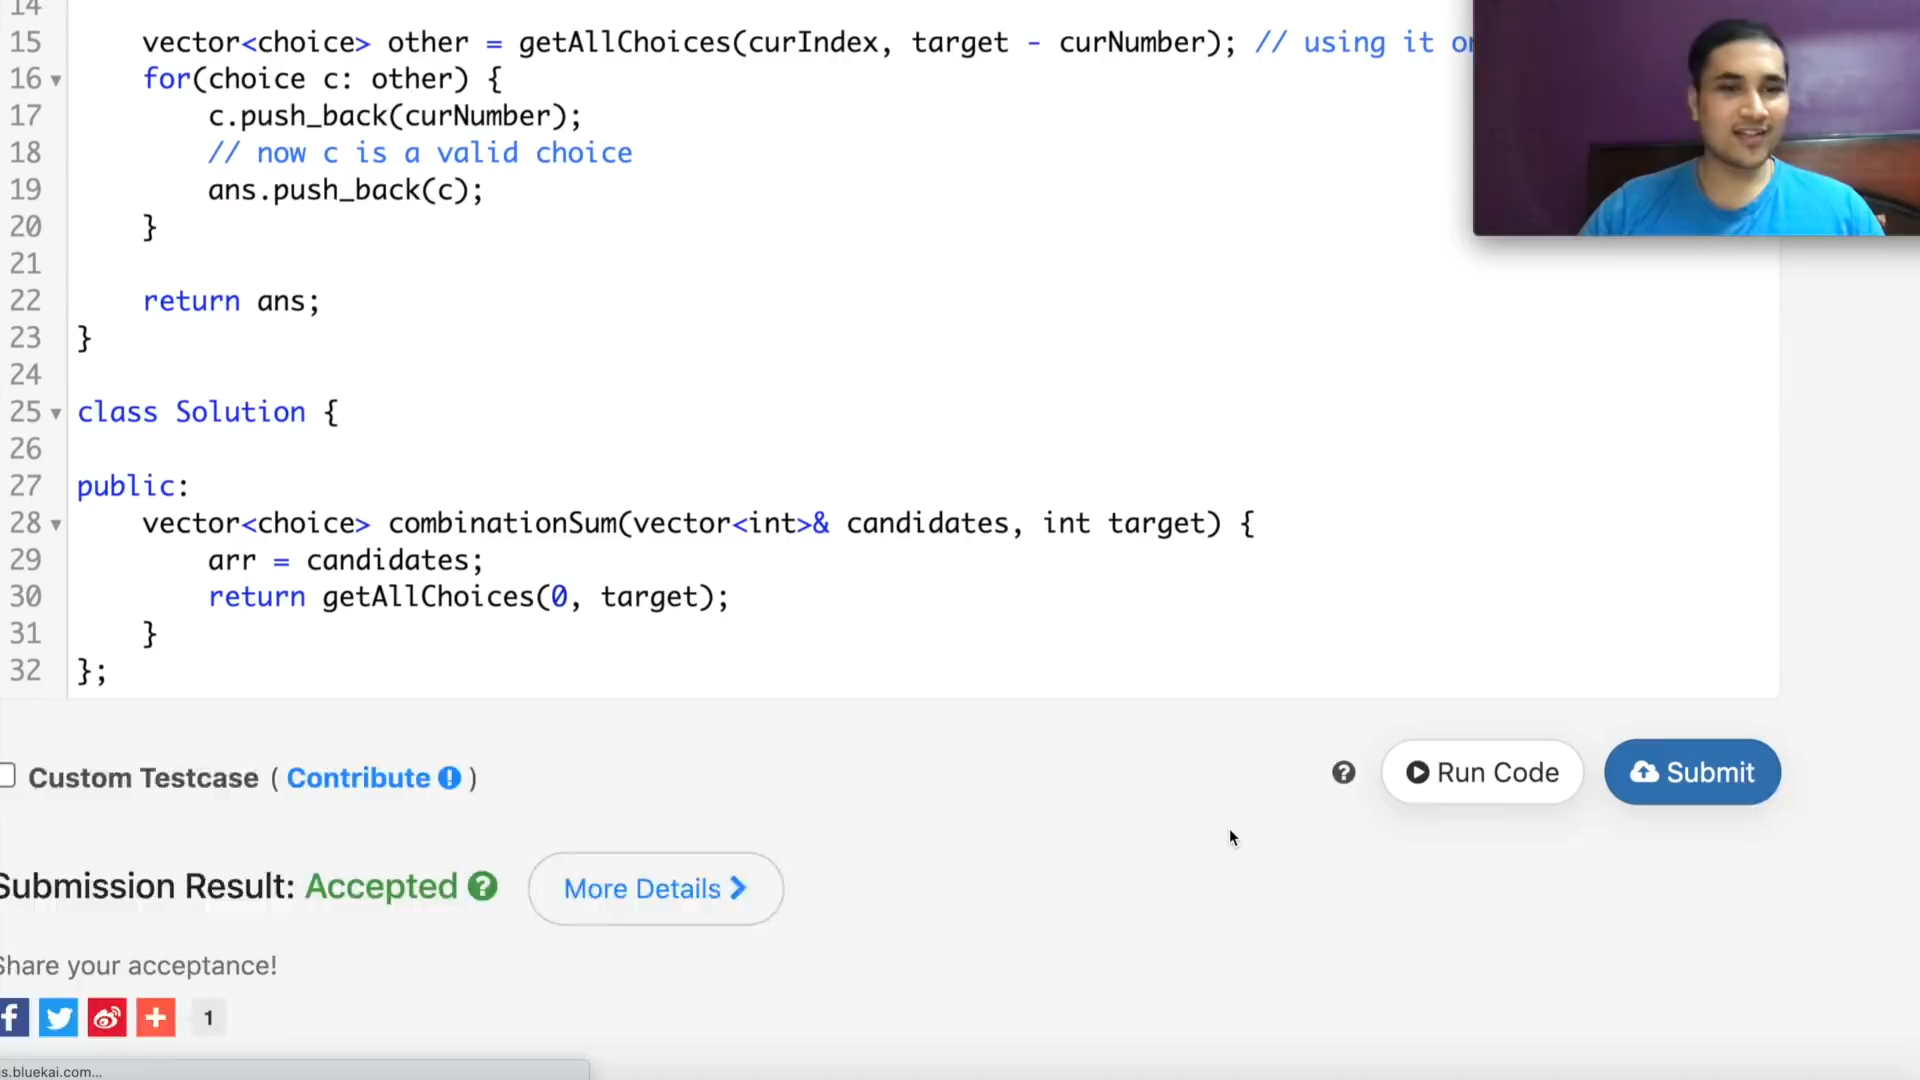 14
15 vector<choice> other = getAllChoices(curIndex, target - curNumber); // using it
16 for(choice c: other) {
17 c.push_back(curNumber);
18 // now c is a valid choice
19 ans.push_back(c);
20 }
21
22 return ans;
23 }
24
25 class Solution {
26
27 public:
28 vector<choice> combinationSum(vector<int>& candidates, int target) {
29 arr = candidates;
30 return getAllChoices(0, target);
31 }
32 };
Custom Testcase ( Contribute )
Run Code
Submit
Submission Result: Accepted
More Details
Share your acceptance!
1
s.bluekai.com...